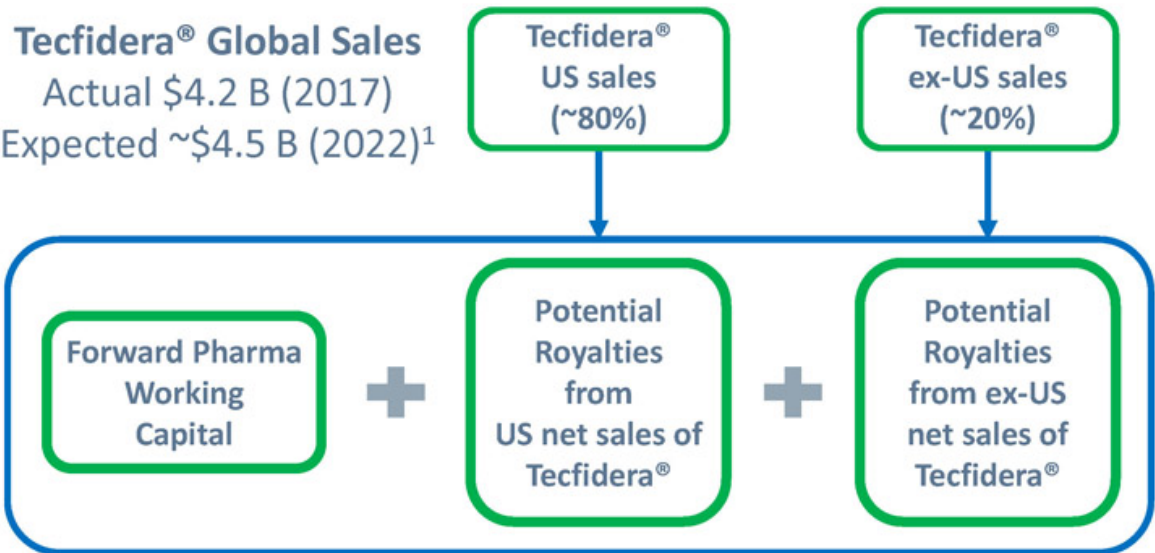 Tecfidera® Global Sales
Actual $4.2 B (2017)
Expected ~$4.5 B (2022)¹
Tecfidera®
US sales
(~80%)
Tecfidera®
ex-US sales
(~20%)
Forward Pharma
Working
Capital
Potential
Royalties
from
US net sales of
Tecfidera®
Potential
Royalties
from ex-US
net sales of
Tecfidera®